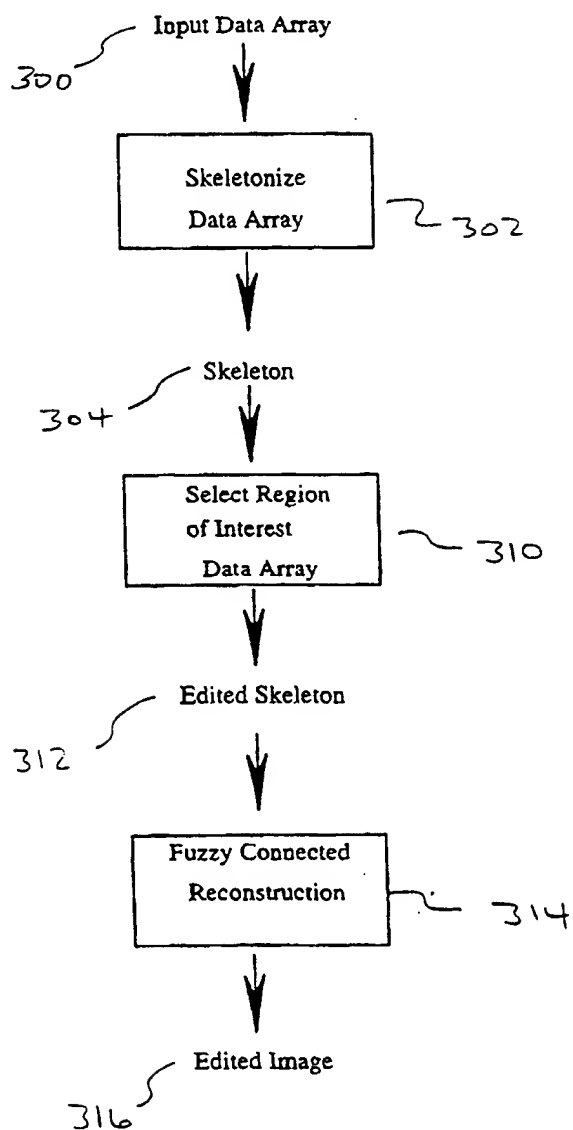 Input Data Array
300
Skeletonize
Data Array
302
Skeleton
304
Select Region
of Interest
Data Array
310
Edited Skeleton
312
Fuzzy Connected
Reconstruction
314
Edited Image
316